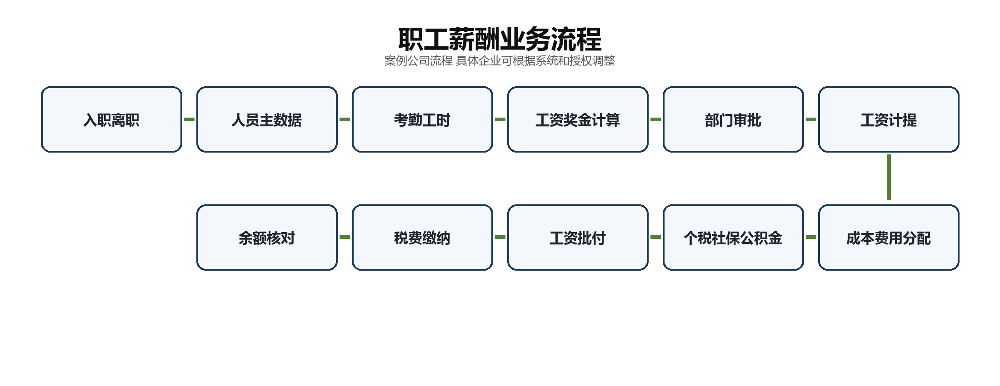 职工薪酬业务流程
案例公司流程 具体企业可根据系统和授权调整
入职离职
人员主数据
考勤工时
工资奖金计算
部门审批
工资计提
余额核对
税费缴纳
工资批付
个税社保公积金
成本费用分配